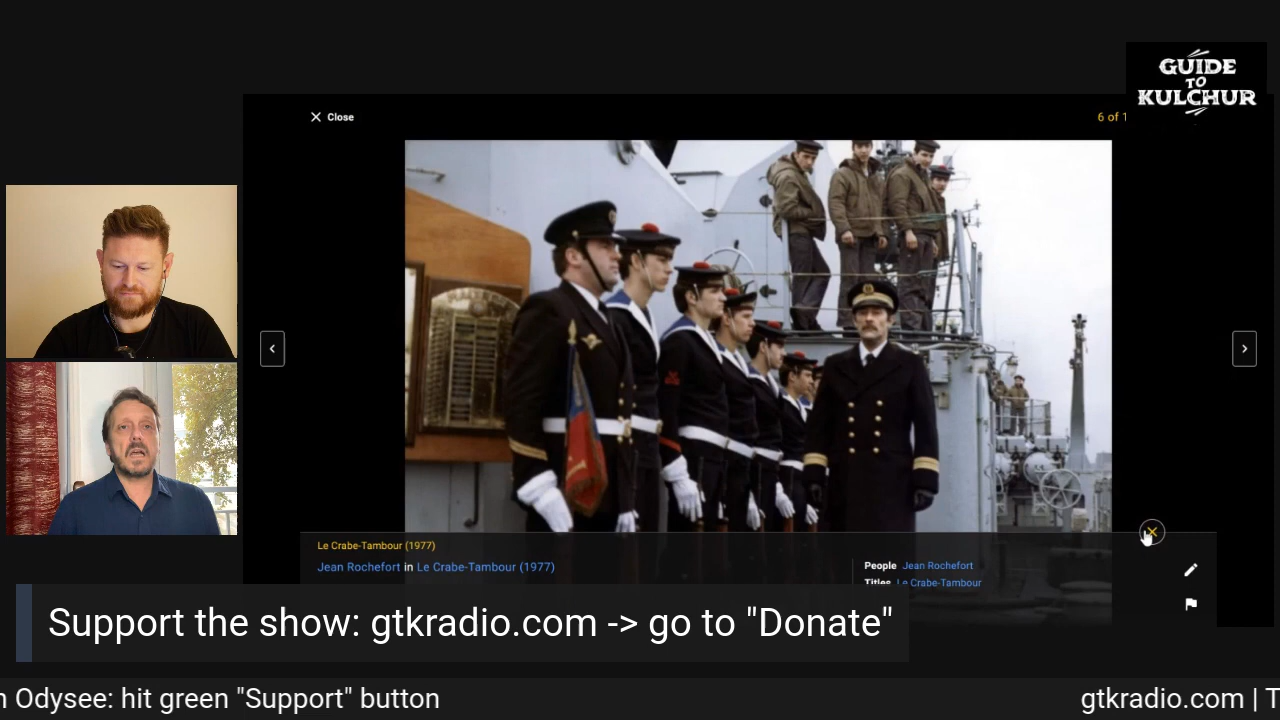 GUIDE
TO
KULCHUR
Close
6 of 1
Le Crabe-Tambour (1977)
Jean Rochefort in Le Crabe-Tambour (1977)
People Jean Rochefort
Titles Le Crabe-Tambour
Support the show: gtkradio.com -> go to "Donate"
n Odysee: hit green "Support" button
gtkradio.com | T